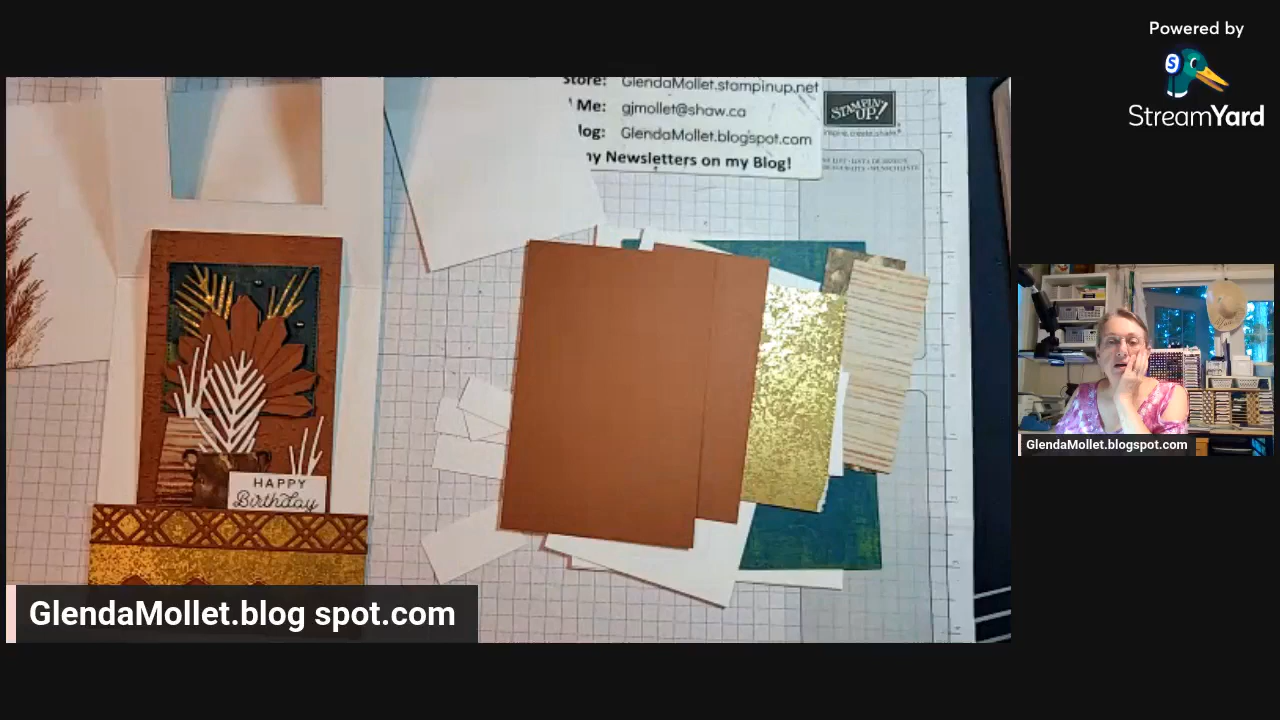 Powered by
StreamYard
Store: GlendaMollet.stampinup.net
Me: gjmollet@shaw.ca
log: GlendaMollet.blogspot.com
my Newsletters on my Blog!
STAMPIN' UP!
HAPPY
Birthday
GlendaMollet.blogspot.com
GlendaMollet.blog spot.com